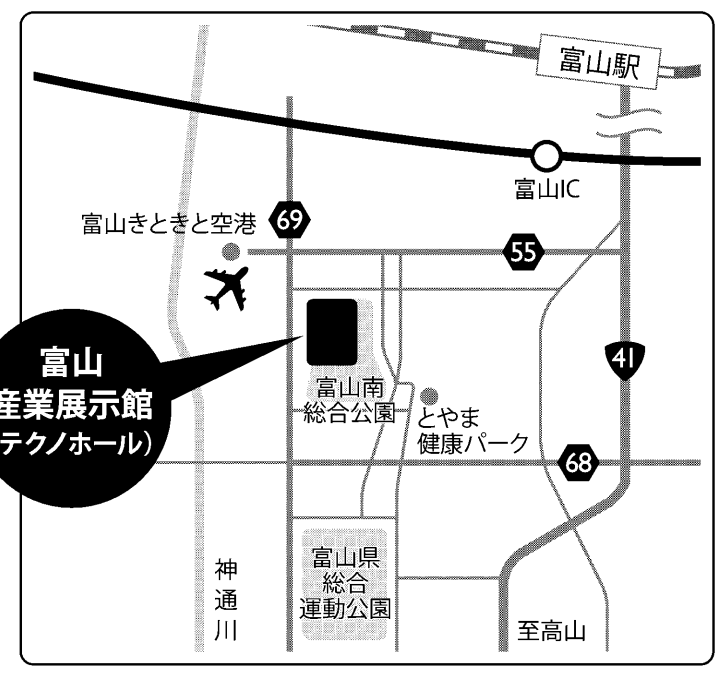 富山駅
富山IC
富山きときと空港
69
55
富山
産業展示館
(テクノホール)
41
富山南
総合公園
とやま
健康パーク
68
神通川
富山県
総合
運動公園
至高山